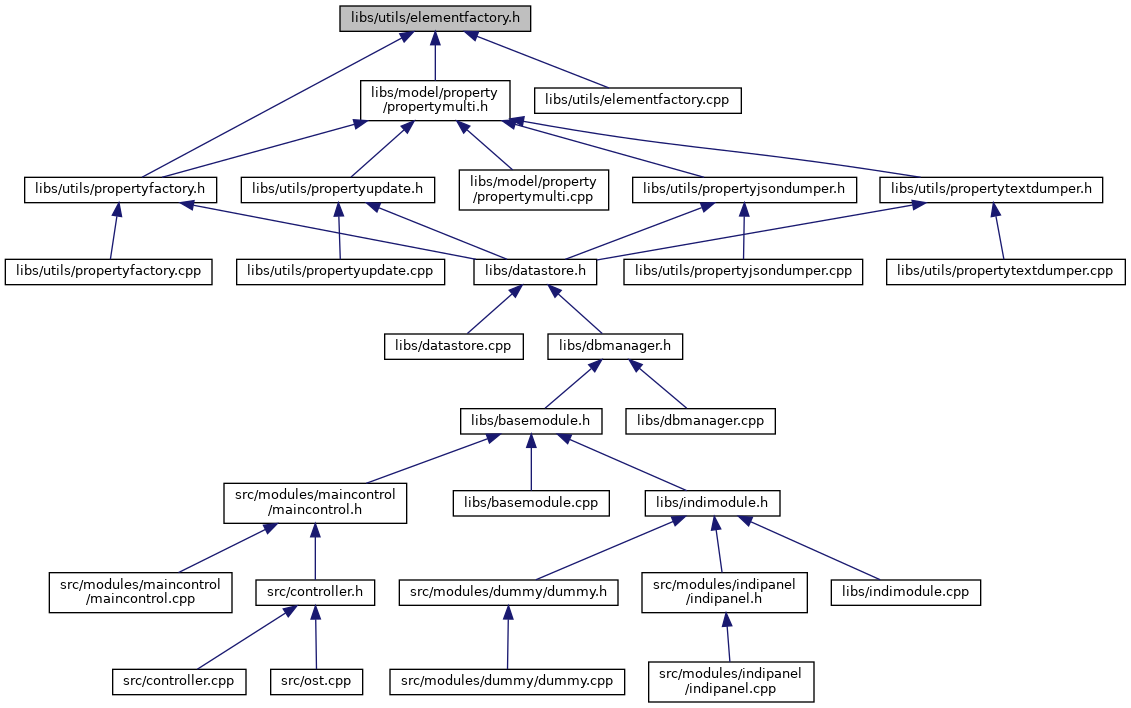 libs/utils/elementfactory.h
libs/model/property
/propertymulti.h
libs/utils/elementfactory.cpp
libs/utils/propertyfactory.h
libs/utils/propertyupdate.h
libs/model/property
/propertymulti.cpp
libs/utils/propertyjsondumper.h
libs/utils/propertytextdumper.h
libs/utils/propertyfactory.cpp
libs/utils/propertyupdate.cpp
libs/datastore.h
libs/utils/propertyjsondumper.cpp
libs/utils/propertytextdumper.cpp
libs/datastore.cpp
libs/dbmanager.h
libs/basemodule.h
libs/dbmanager.cpp
src/modules/maincontrol
/maincontrol.h
libs/basemodule.cpp
libs/indimodule.h
src/modules/maincontrol
/maincontrol.cpp
src/controller.h
src/modules/dummy/dummy.h
src/modules/indipanel
/indipanel.h
libs/indimodule.cpp
src/controller.cpp
src/ost.cpp
src/modules/dummy/dummy.cpp
src/modules/indipanel
/indipanel.cpp